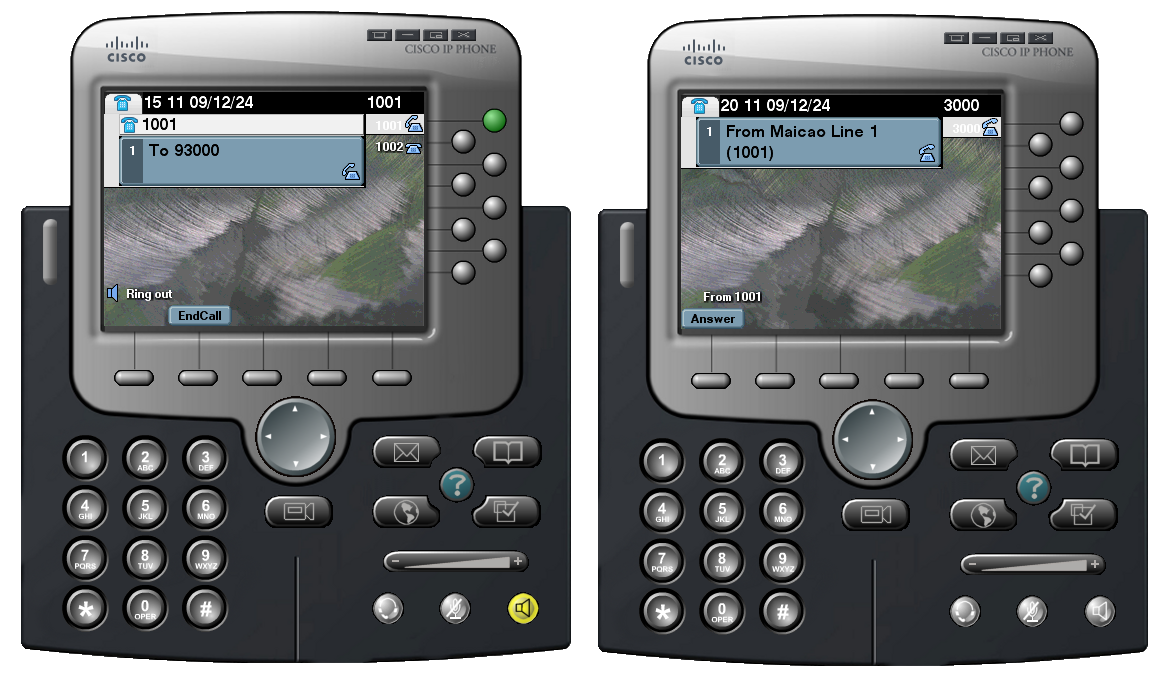 CISCO
CISCO IP PHONE
15 11 09/12/24 1001
1001 1001
1 To 93000
1002
Ring out
EndCall
1
2 ABC
3 DEF
4 GHI
5 JKL
6 MNO
7 PQRS
8 TUV
9 WXYZ
*
0 OPER
#
?
- +
CISCO
CISCO IP PHONE
20 11 09/12/24 3000
1 From Maicao Line 1 3000
(1001)
From 1001
Answer
1
2 ABC
3 DEF
4 GHI
5 JKL
6 MNO
7 PQRS
8 TUV
9 WXYZ
*
0 OPER
#
?
- +